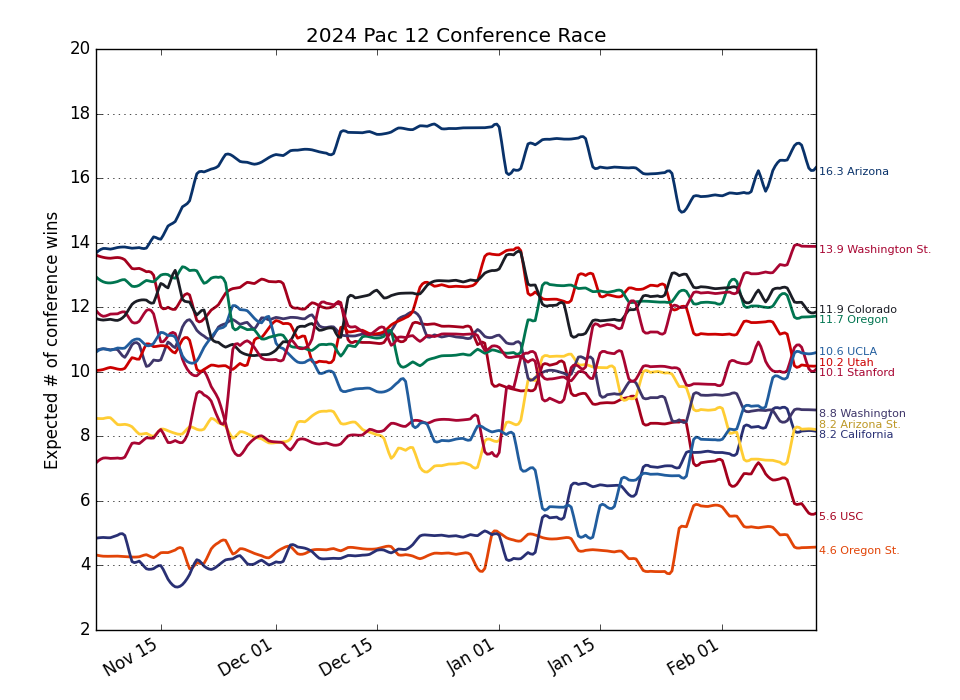 2024 Pac 12 Conference Race
Expected # of conference wins
20
18
16
14
12
10
8
6
4
2
16.3 Arizona
13.9 Washington St.
11.9 Colorado
11.7 Oregon
10.6 UCLA
10.2 Utah
10.1 Stanford
8.8 Washington
8.2 Arizona St.
8.2 California
5.6 USC
4.6 Oregon St.
Nov 15
Dec 01
Dec 15
Jan 01
Jan 15
Feb 01